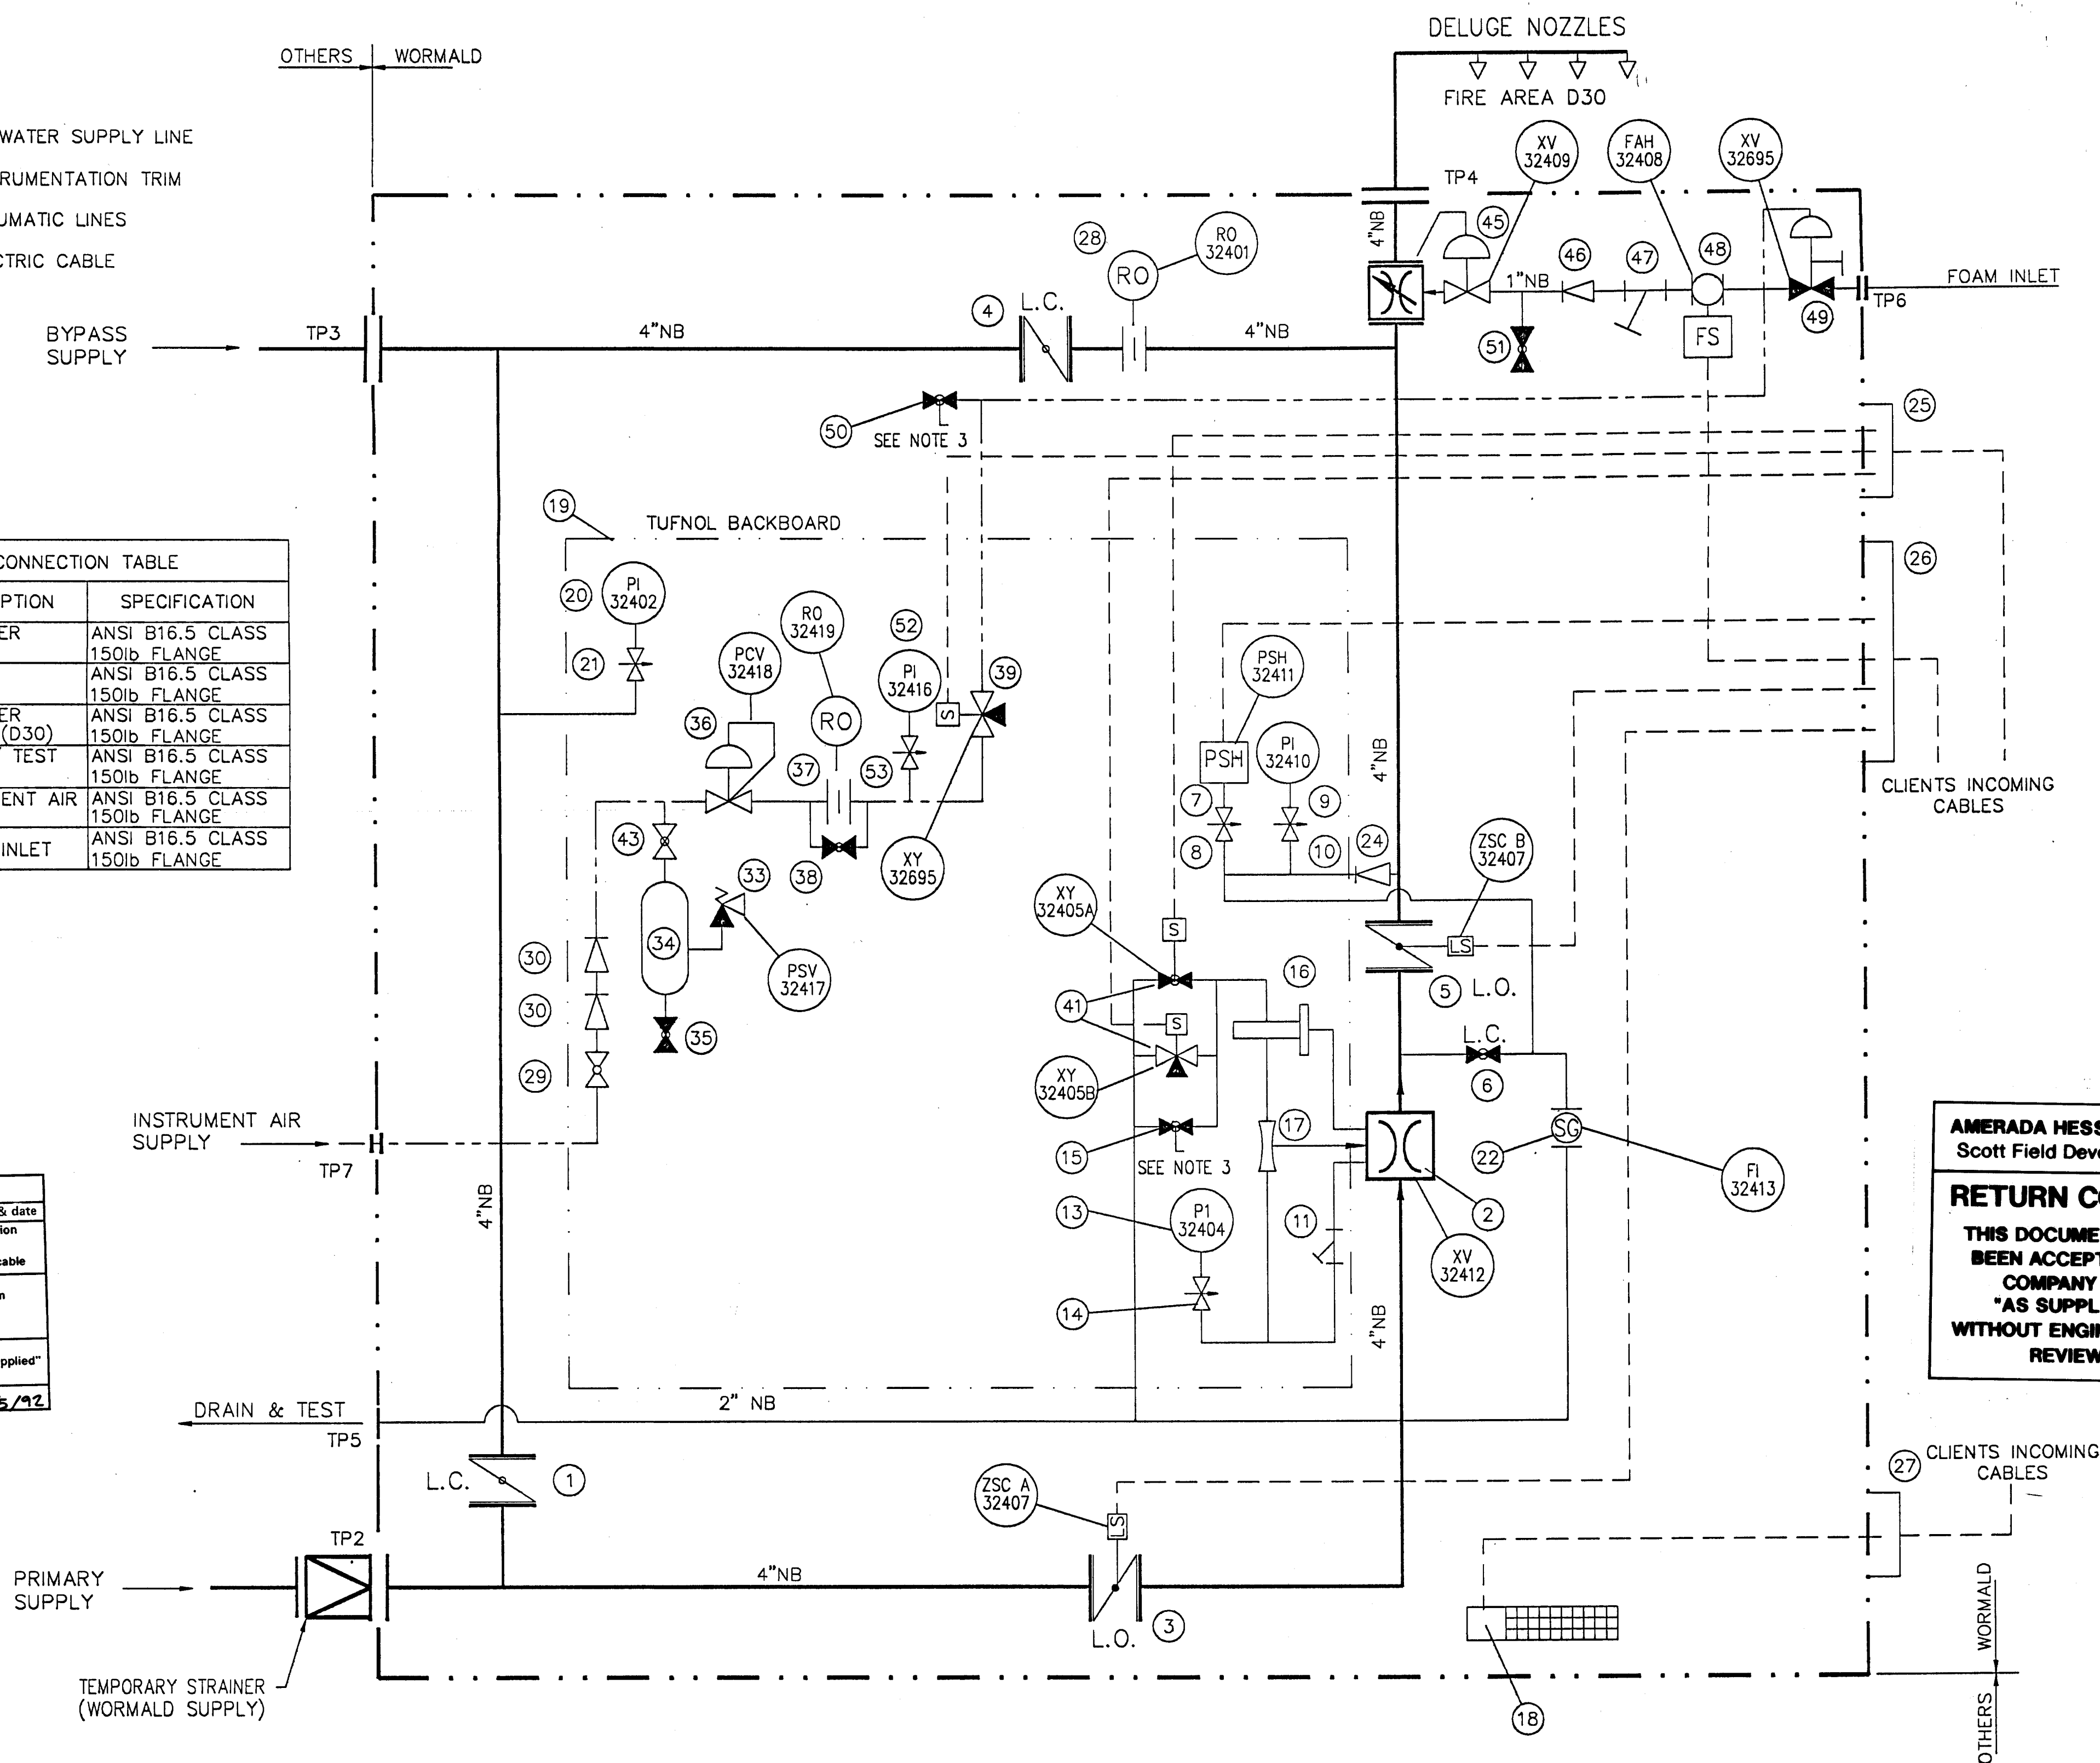 DELUGE NOZZLES
FIRE AREA D30
OTHERS
WORMALD
WATER SUPPLY LINE
RUMENTATION TRIM
UMATIC LINES
CTRIC CABLE
XV
32409
FAH
32408
XV
32695
TP4
4"NB
45
46
47
48
49
1"NB
51
FS
FOAM INLET
TP6
28
RO
32401
RO
4
L.C.
BYPASS
SUPPLY
TP3
4"NB
4"NB
50
SEE NOTE 3
25
26
CLIENTS INCOMING
CABLES
19
TUFNOL BACKBOARD
CONNECTION TABLE
PTION
SPECIFICATION
ER
ANSI B16.5 CLASS
150lb FLANGE
ANSI B16.5 CLASS
150lb FLANGE
ER
(D30)
ANSI B16.5 CLASS
150lb FLANGE
TEST
ANSI B16.5 CLASS
150lb FLANGE
ENT AIR
ANSI B16.5 CLASS
150lb FLANGE
INLET
ANSI B16.5 CLASS
150lb FLANGE
20
PI
32402
21
PCV
32418
36
RO
32419
RO
37
38
52
PI
32416
53
39
S
XY
32695
43
33
34
PSV
32417
35
30
30
29
PSH
32411
PSH
PI
32410
7
8
9
10
24
4"NB
ZSC B
32407
LS
5
L.O.
XY
32405A
S
41
S
XY
32405B
16
15
SEE NOTE 3
17
L.C.
6
SG
22
FI
32413
2
XV
32412
13
P1
32404
14
11
4"NB
INSTRUMENT AIR
SUPPLY
TP7
4"NB
2" NB
DRAIN & TEST
TP5
L.C.
1
& date
ion
cable
n
pplied"
5/92
AMERADA HESS
Scott Field Deve
RETURN CO
THIS DOCUME
BEEN ACCEPT
COMPANY
"AS SUPPL
WITHOUT ENGI
REVIEW
ZSC A
32407
LS
L.O.
3
27
CLIENTS INCOMING
CABLES
TP2
PRIMARY
SUPPLY
4"NB
18
TEMPORARY STRAINER
(WORMALD SUPPLY)
WORMALD
OTHERS